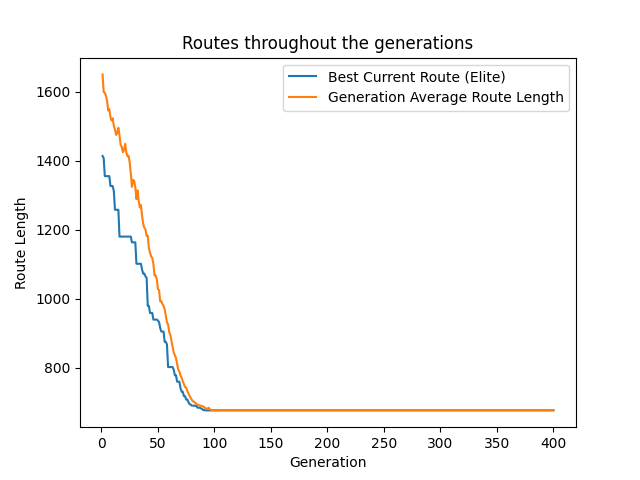 Routes throughout the generations
Best Current Route (Elite)
Generation Average Route Length
Route Length
1600
1400
1200
1000
800
0 50 100 150 200 250 300 350 400
Generation